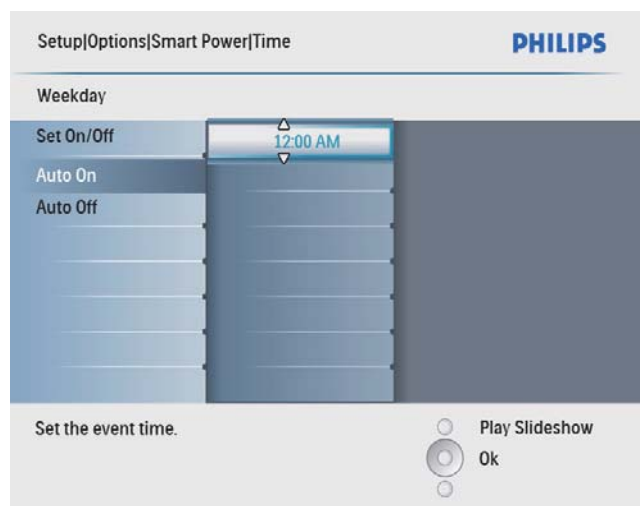 Setup|Options|Smart Power|Time
PHILIPS
Weekday
Set On/Off
12:00 AM
Auto On
Auto Off
Set the event time.
Play Slideshow
Ok